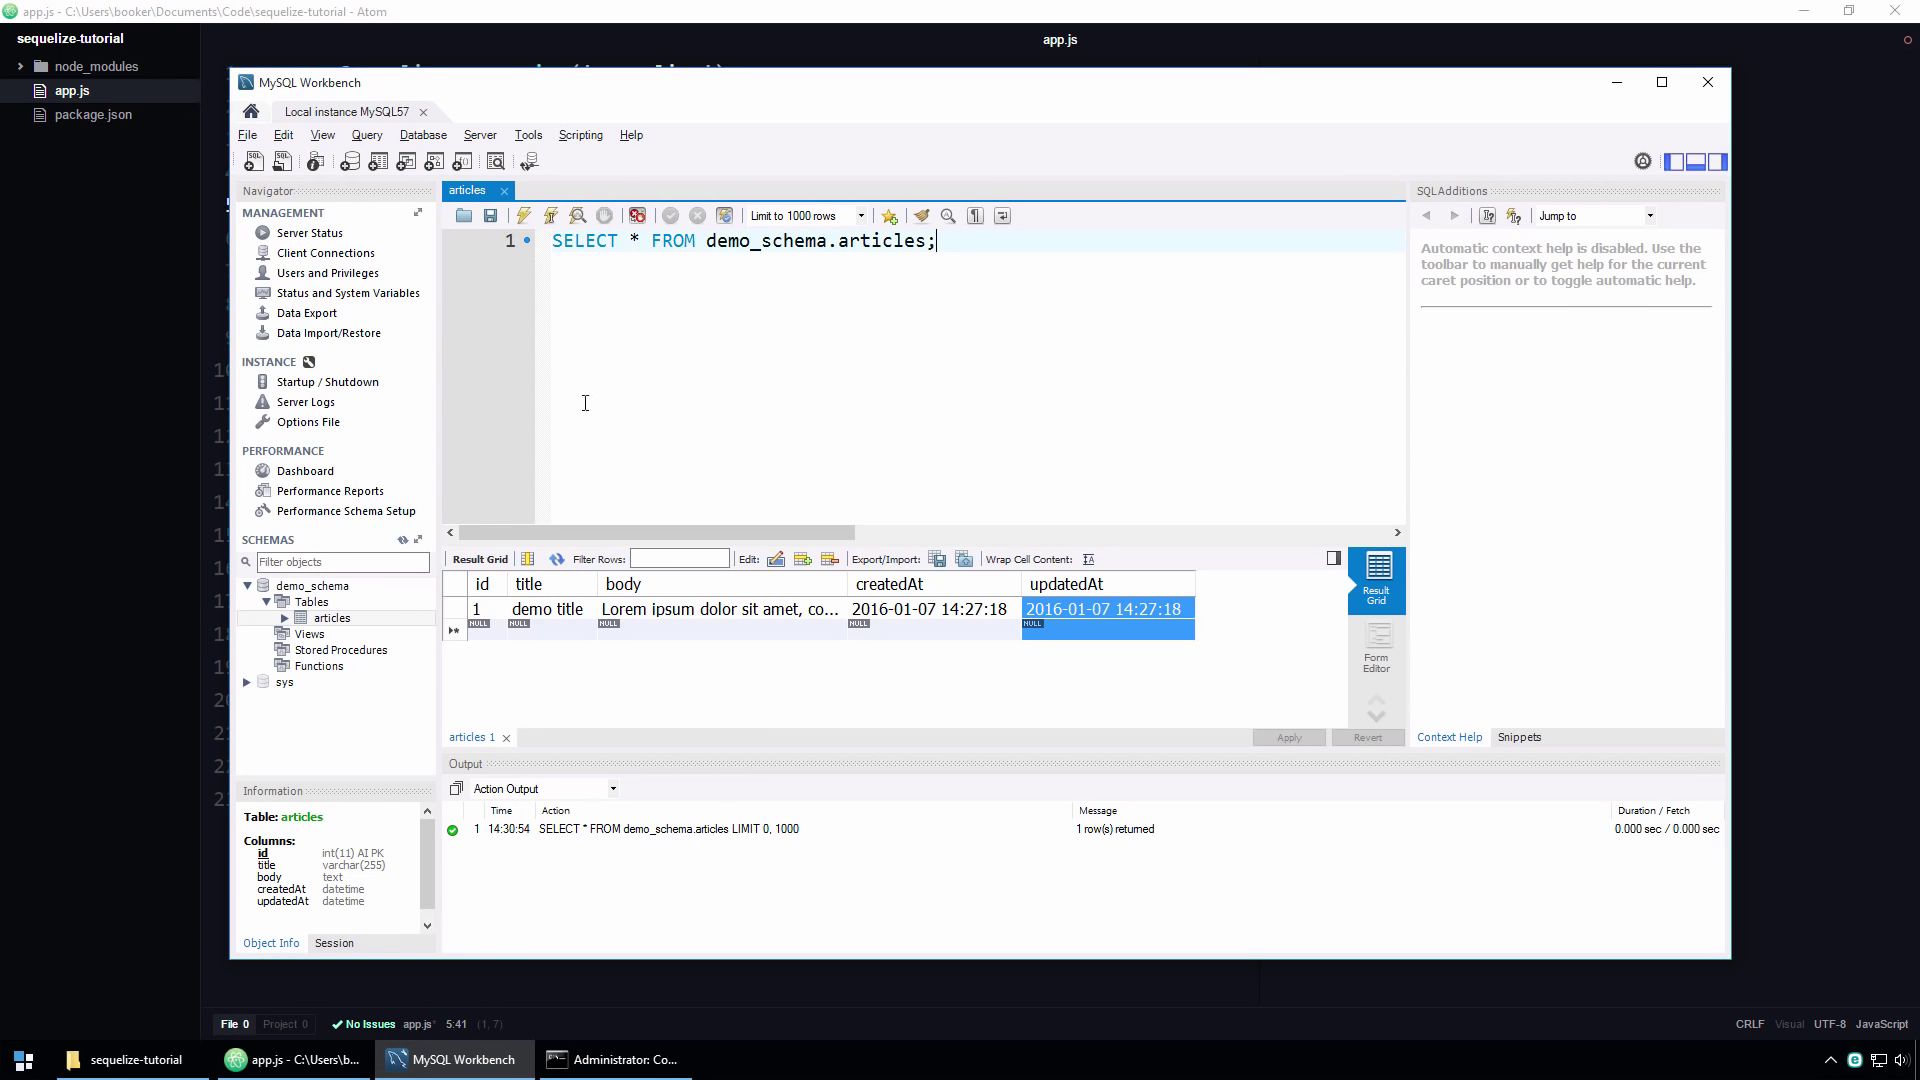 app.js - C:\Users\booker\Documents\Code\sequelize-tutorial - Atom
sequelize-tutorial
app.js
node_modules
app.js
package.json
MySQL Workbench
Local instance MySQL57
File Edit View Query Database Server Tools Scripting Help
Navigator
MANAGEMENT
Server Status
Client Connections
Users and Privileges
Status and System Variables
Data Export
Data Import/Restore
INSTANCE
Startup / Shutdown
Server Logs
Options File
PERFORMANCE
Dashboard
Performance Reports
Performance Schema Setup
SCHEMAS
Filter objects
demo_schema
Tables
articles
Views
Stored Procedures
Functions
sys
Information
Table: articles
Columns:
id int(11) AI PK
title varchar(255)
body text
createdAt datetime
updatedAt datetime
Object Info Session
articles
Limit to 1000 rows
1 SELECT * FROM demo_schema.articles;
Result Grid Filter Rows: Edit: Export/Import: Wrap Cell Content:
id title body createdAt updatedAt
1 demo title Lorem ipsum dolor sit amet, co... 2016-01-07 14:27:18 2016-01-07 14:27:18
NULL NULL NULL NULL NULL
Result Grid
Form Editor
articles 1 Apply Revert
SQLAdditions
Jump to
Automatic context help is disabled. Use the
toolbar to manually get help for the current
caret position or to toggle automatic help.
Context Help Snippets
Output
Action Output
Time Action Message Duration / Fetch
1 14:30:54 SELECT * FROM demo_schema.articles LIMIT 0, 1000 1 row(s) returned 0.000 sec / 0.000 sec
File 0 Project 0 No Issues app.js* 5:41 (1, 7) CRLF Visual UTF-8 JavaScript
sequelize-tutorial app.js - C:\Users\b... MySQL Workbench Administrator: Co...